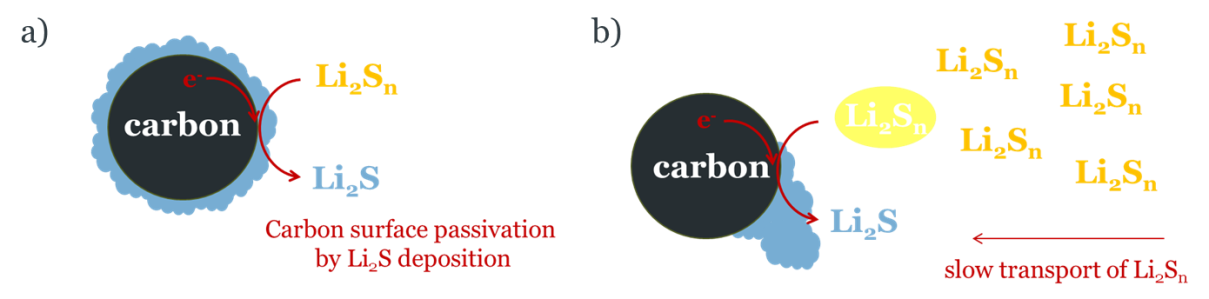 a)
e-
carbon
Li₂Sₙ
Li₂S
Carbon surface passivation
by Li₂S deposition
b)
e-
carbon
Li₂Sₙ
Li₂S
Li₂Sₙ
Li₂Sₙ
Li₂Sₙ
Li₂Sₙ
Li₂Sₙ
slow transport of Li₂Sₙ